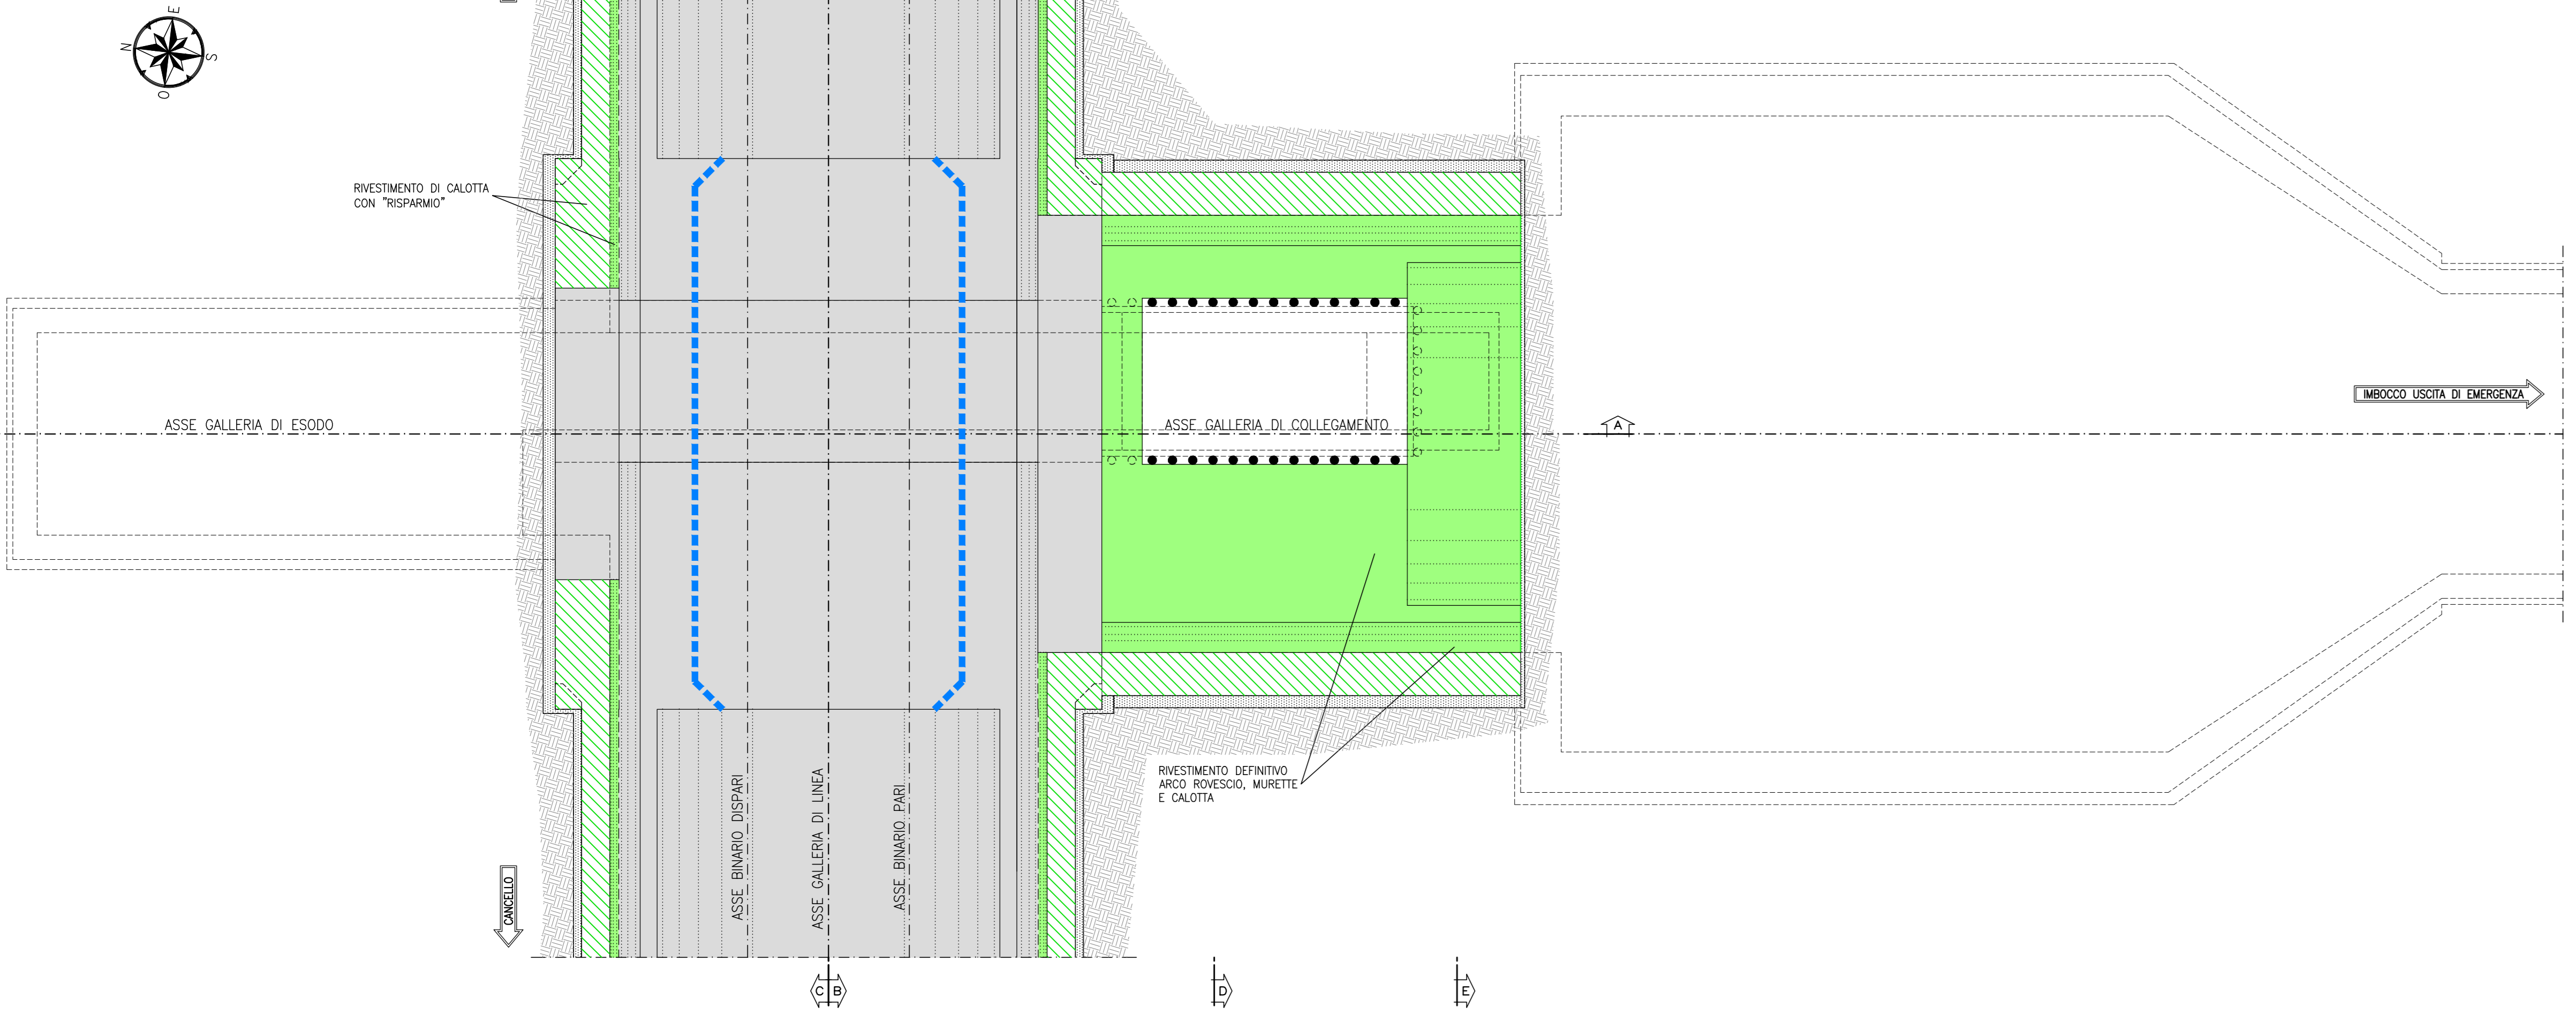 E
N
S
O
RIVESTIMENTO DI CALOTTA
CON "RISPARMIO"
ASSE GALLERIA DI ESODO
ASSE GALLERIA DI COLLEGAMENTO
A
IMBOCCO USCITA DI EMERGENZA
RIVESTIMENTO DEFINITIVO
ARCO ROVESCIO, MURETTE
E CALOTTA
ASSE BINARIO DISPARI
ASSE GALLERIA DI LINEA
ASSE BINARIO PARI
CANCELLO
C B
D
E